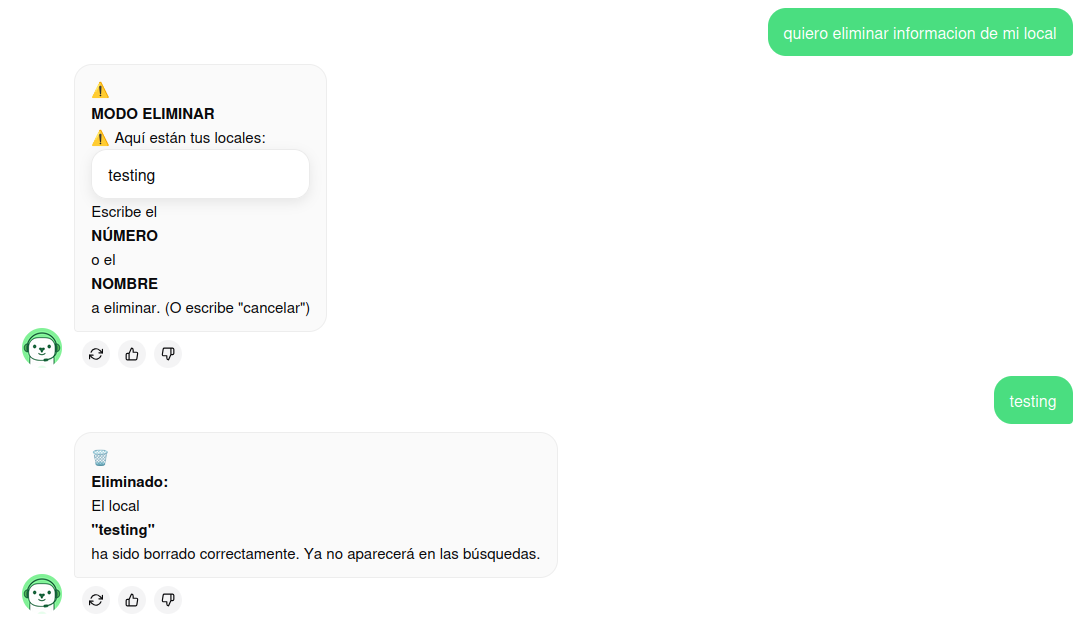 quiero eliminar informacion de mi local
⚠️
MODO ELIMINAR
⚠️ Aquí están tus locales:
testing
Escribe el
NÚMERO
o el
NOMBRE
a eliminar. (O escribe "cancelar")
testing
🗑️
Eliminado:
El local
"testing"
ha sido borrado correctamente. Ya no aparecerá en las búsquedas.